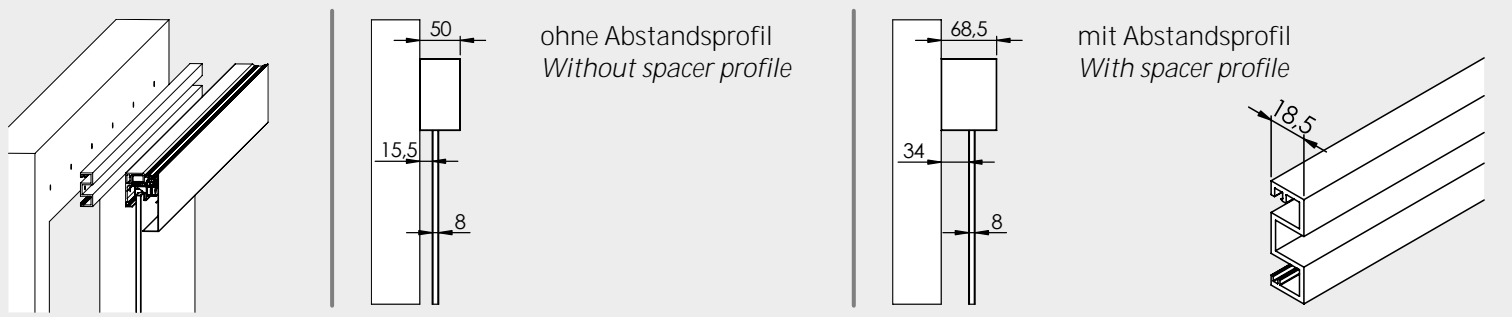 50
ohne Abstandsprofil
Without spacer profile
15,5
8
68,5
mit Abstandsprofil
With spacer profile
34
8
18,5